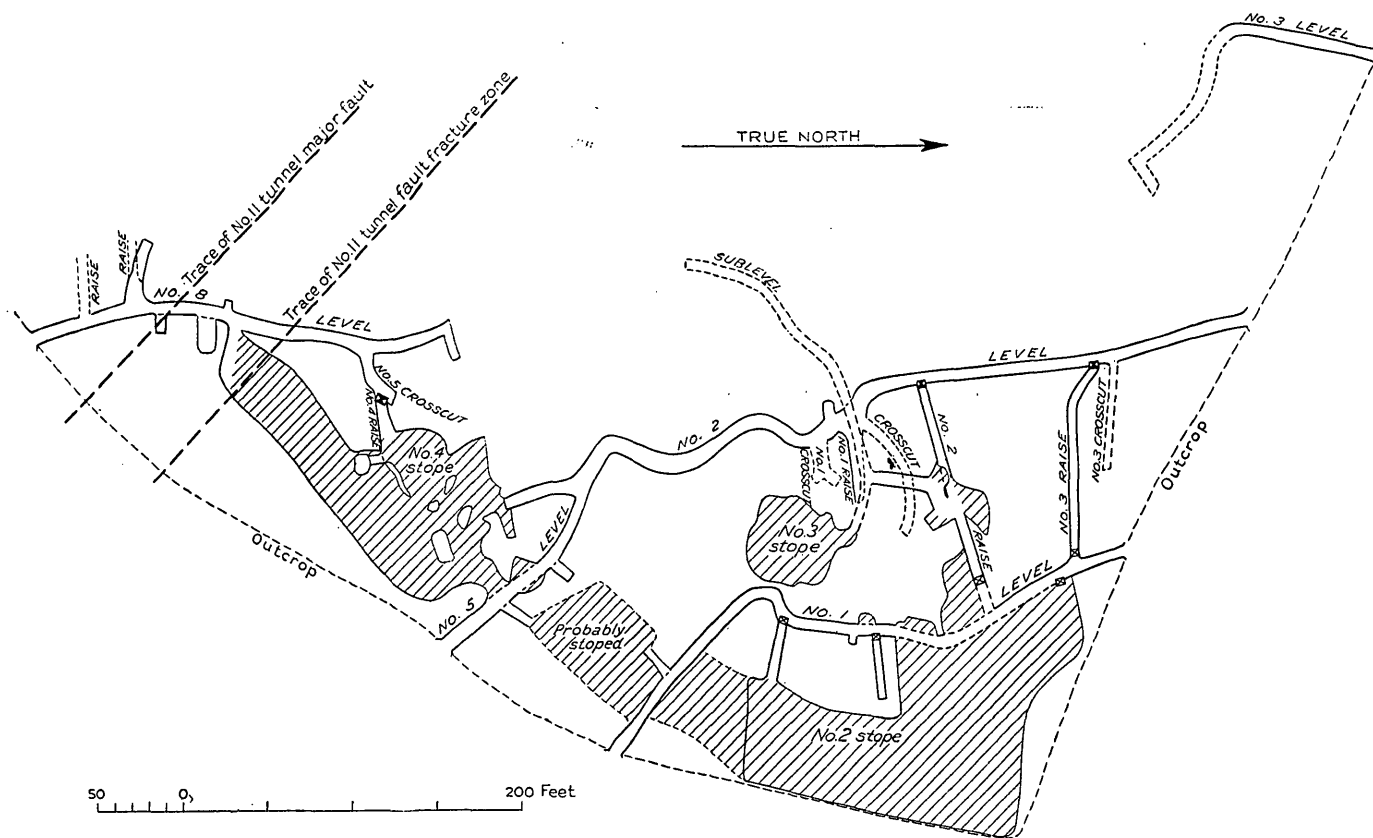 No. 3 LEVEL
Trace of No. 11 tunnel major fault
Trace of No. 11 tunnel fault fracture zone
TRUE NORTH
RAISE
RAISE
No. 8 LEVEL
SUBLEVEL
No. 5 CROSSCUT
No. 4 RAISE
No. 4
stope
No. 2 LEVEL
No. 1
CROSSCUT
No. 1 RAISE
CROSSCUT
No. 2 RAISE
No. 3 RAISE
No. 3 CROSSCUT
Outcrop
No. 3
stope
Outcrop
No. 5 LEVEL
Probably
stoped
No. 1 LEVEL
No. 2 stope
50 0 200 Feet